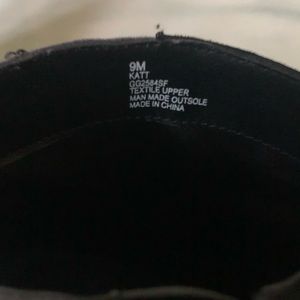 9M
KATT
GG2584SF
TEXTILE UPPER
MAN MADE OUTSOLE
MADE IN CHINA